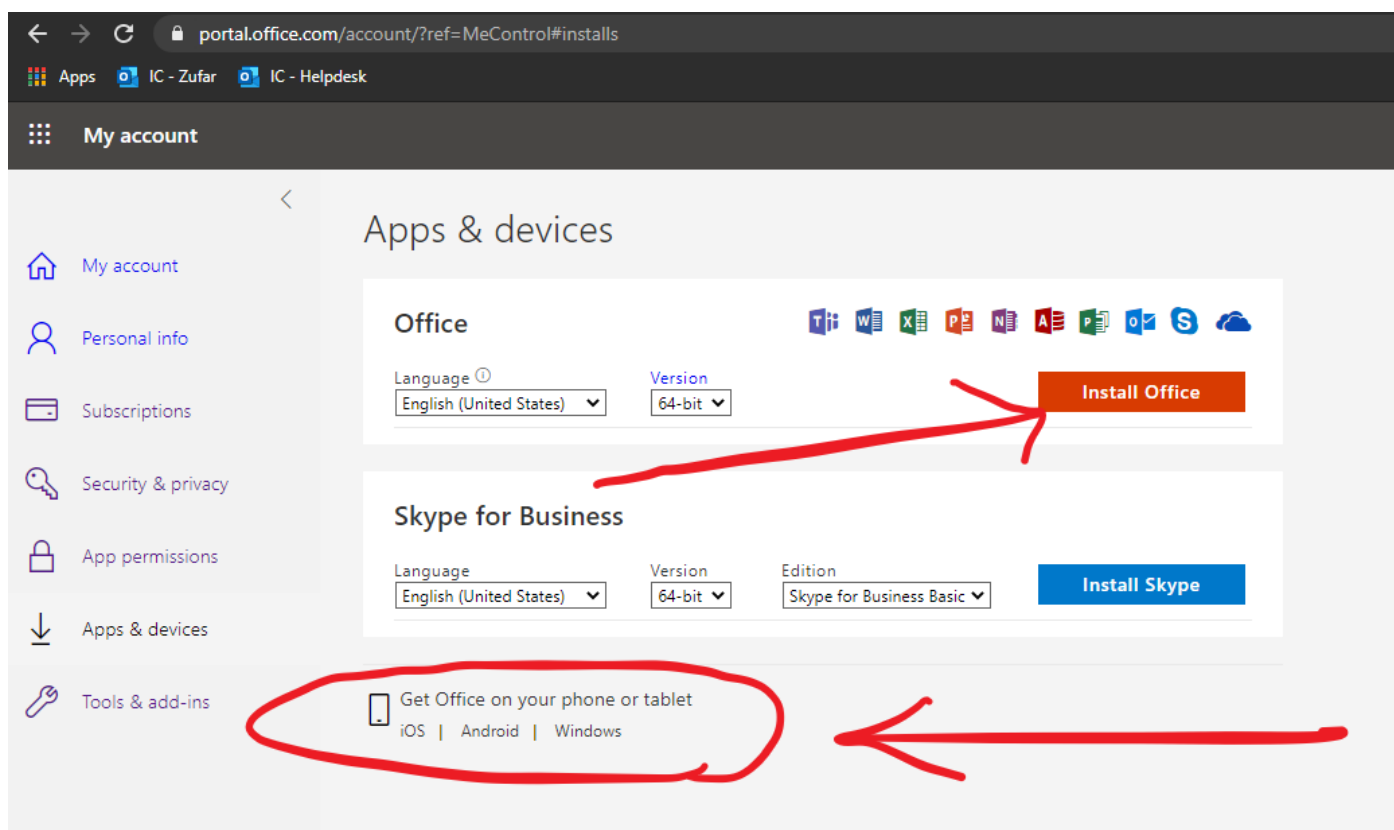 portal.office.com/account/?ref=MeControl#installs
Apps IC - Zufar IC - Helpdesk
My account
Apps & devices
My account
Personal info
Subscriptions
Security & privacy
App permissions
Apps & devices
Tools & add-ins
Office
Language
English (United States)
Version
64-bit
Install Office
Skype for Business
Language
English (United States)
Version
64-bit
Edition
Skype for Business Basic
Install Skype
Get Office on your phone or tablet
iOS | Android | Windows